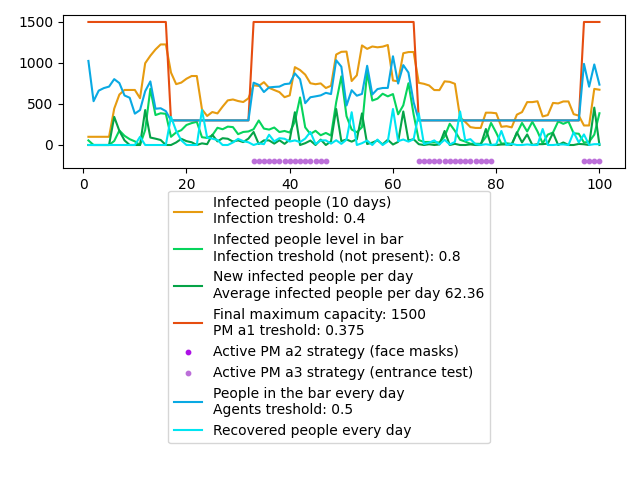 1500
1000
500
0
0
20
40
60
80
100
Infected people (10 days)
Infection treshold: 0.4
Infected people level in bar
Infection treshold (not present): 0.8
New infected people per day
Average infected people per day 62.36
Final maximum capacity: 1500
PM a1 treshold: 0.375
Active PM a2 strategy (face masks)
Active PM a3 strategy (entrance test)
People in the bar every day
Agents treshold: 0.5
Recovered people every day